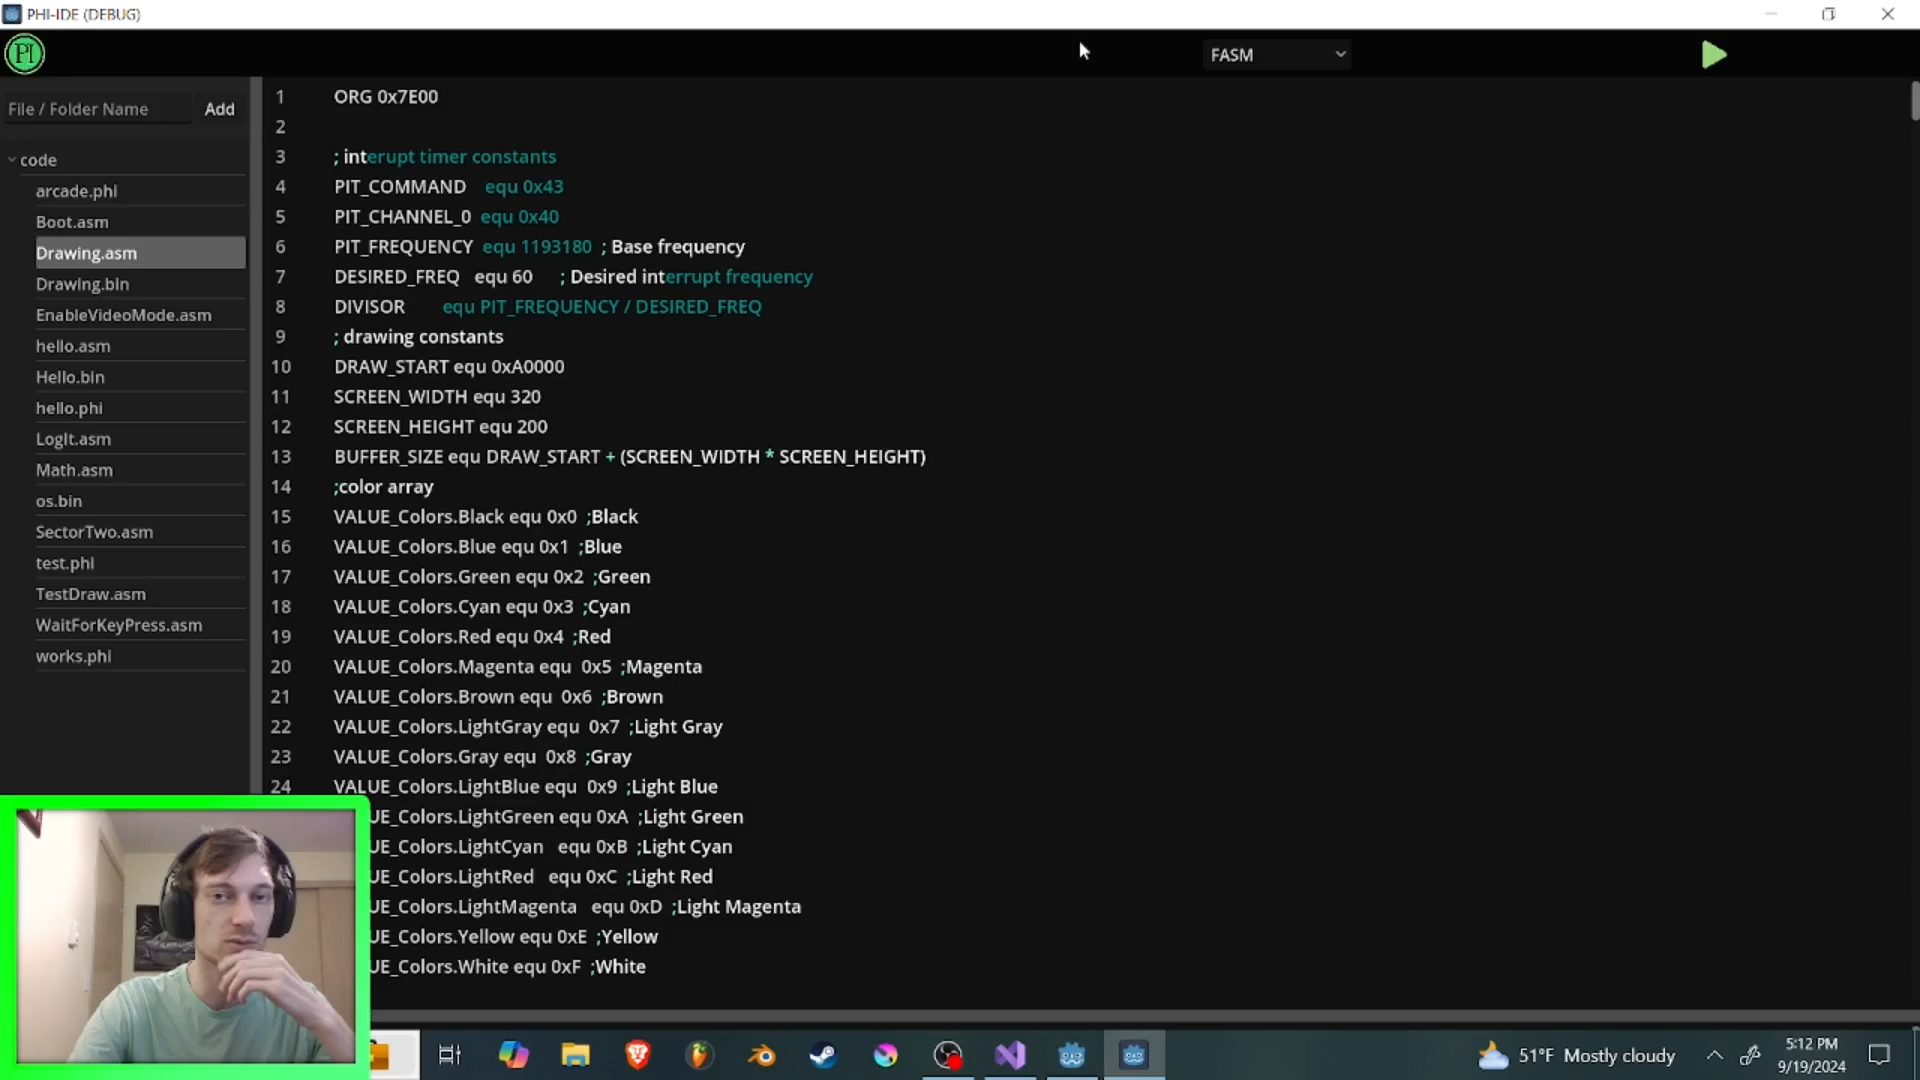 PHI-IDE (DEBUG)
PI
FASM
File / Folder Name Add
code
arcade.phi
Boot.asm
Drawing.asm
Drawing.bin
EnableVideoMode.asm
hello.asm
Hello.bin
hello.phi
LogIt.asm
Math.asm
os.bin
SectorTwo.asm
test.phi
TestDraw.asm
WaitForKeyPress.asm
works.phi
1 ORG 0x7E00
2
3 ; interupt timer constants
4 PIT_COMMAND equ 0x43
5 PIT_CHANNEL_0 equ 0x40
6 PIT_FREQUENCY equ 1193180 ; Base frequency
7 DESIRED_FREQ equ 60 ; Desired interrupt frequency
8 DIVISOR equ PIT_FREQUENCY / DESIRED_FREQ
9 ; drawing constants
10 DRAW_START equ 0xA0000
11 SCREEN_WIDTH equ 320
12 SCREEN_HEIGHT equ 200
13 BUFFER_SIZE equ DRAW_START + (SCREEN_WIDTH * SCREEN_HEIGHT)
14 ;color array
15 VALUE_Colors.Black equ 0x0 ;Black
16 VALUE_Colors.Blue equ 0x1 ;Blue
17 VALUE_Colors.Green equ 0x2 ;Green
18 VALUE_Colors.Cyan equ 0x3 ;Cyan
19 VALUE_Colors.Red equ 0x4 ;Red
20 VALUE_Colors.Magenta equ 0x5 ;Magenta
21 VALUE_Colors.Brown equ 0x6 ;Brown
22 VALUE_Colors.LightGray equ 0x7 ;Light Gray
23 VALUE_Colors.Gray equ 0x8 ;Gray
24 VALUE_Colors.LightBlue equ 0x9 ;Light Blue
UE_Colors.LightGreen equ 0xA ;Light Green
UE_Colors.LightCyan equ 0xB ;Light Cyan
UE_Colors.LightRed equ 0xC ;Light Red
UE_Colors.LightMagenta equ 0xD ;Light Magenta
UE_Colors.Yellow equ 0xE ;Yellow
UE_Colors.White equ 0xF ;White
51°F Mostly cloudy
5:12 PM
9/19/2024